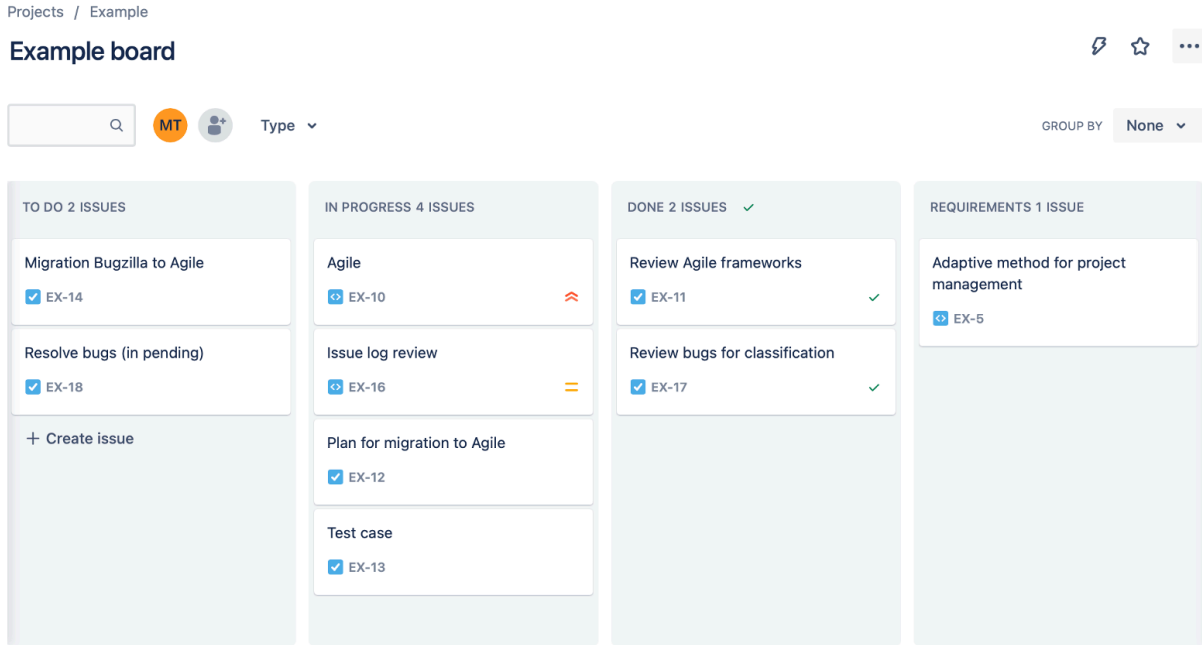 Projects / Example
Example board
MT
Type
GROUP BY
None
TO DO 2 ISSUES
Migration Bugzilla to Agile
EX-14
Resolve bugs (in pending)
EX-18
+ Create issue
IN PROGRESS 4 ISSUES
Agile
EX-10
Issue log review
EX-16
Plan for migration to Agile
EX-12
Test case
EX-13
DONE 2 ISSUES
Review Agile frameworks
EX-11
Review bugs for classification
EX-17
REQUIREMENTS 1 ISSUE
Adaptive method for project
management
EX-5